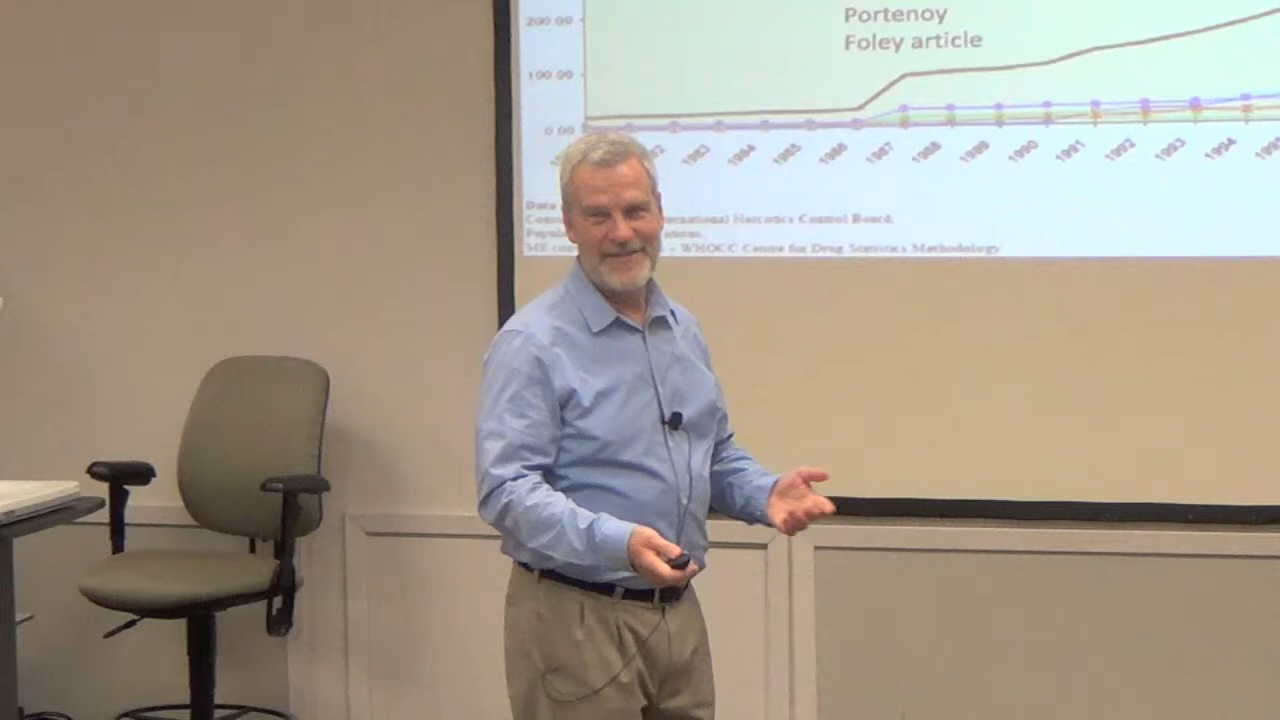 200.00
Portenoy
Foley article
100.00
0.00
1983 1984 1985 1986 1987 1988 1989 1990 1991 1992 1993 1994
Data
International Narcotics Control Board;
- WHOCC Centre for Drug Statistics Methodology